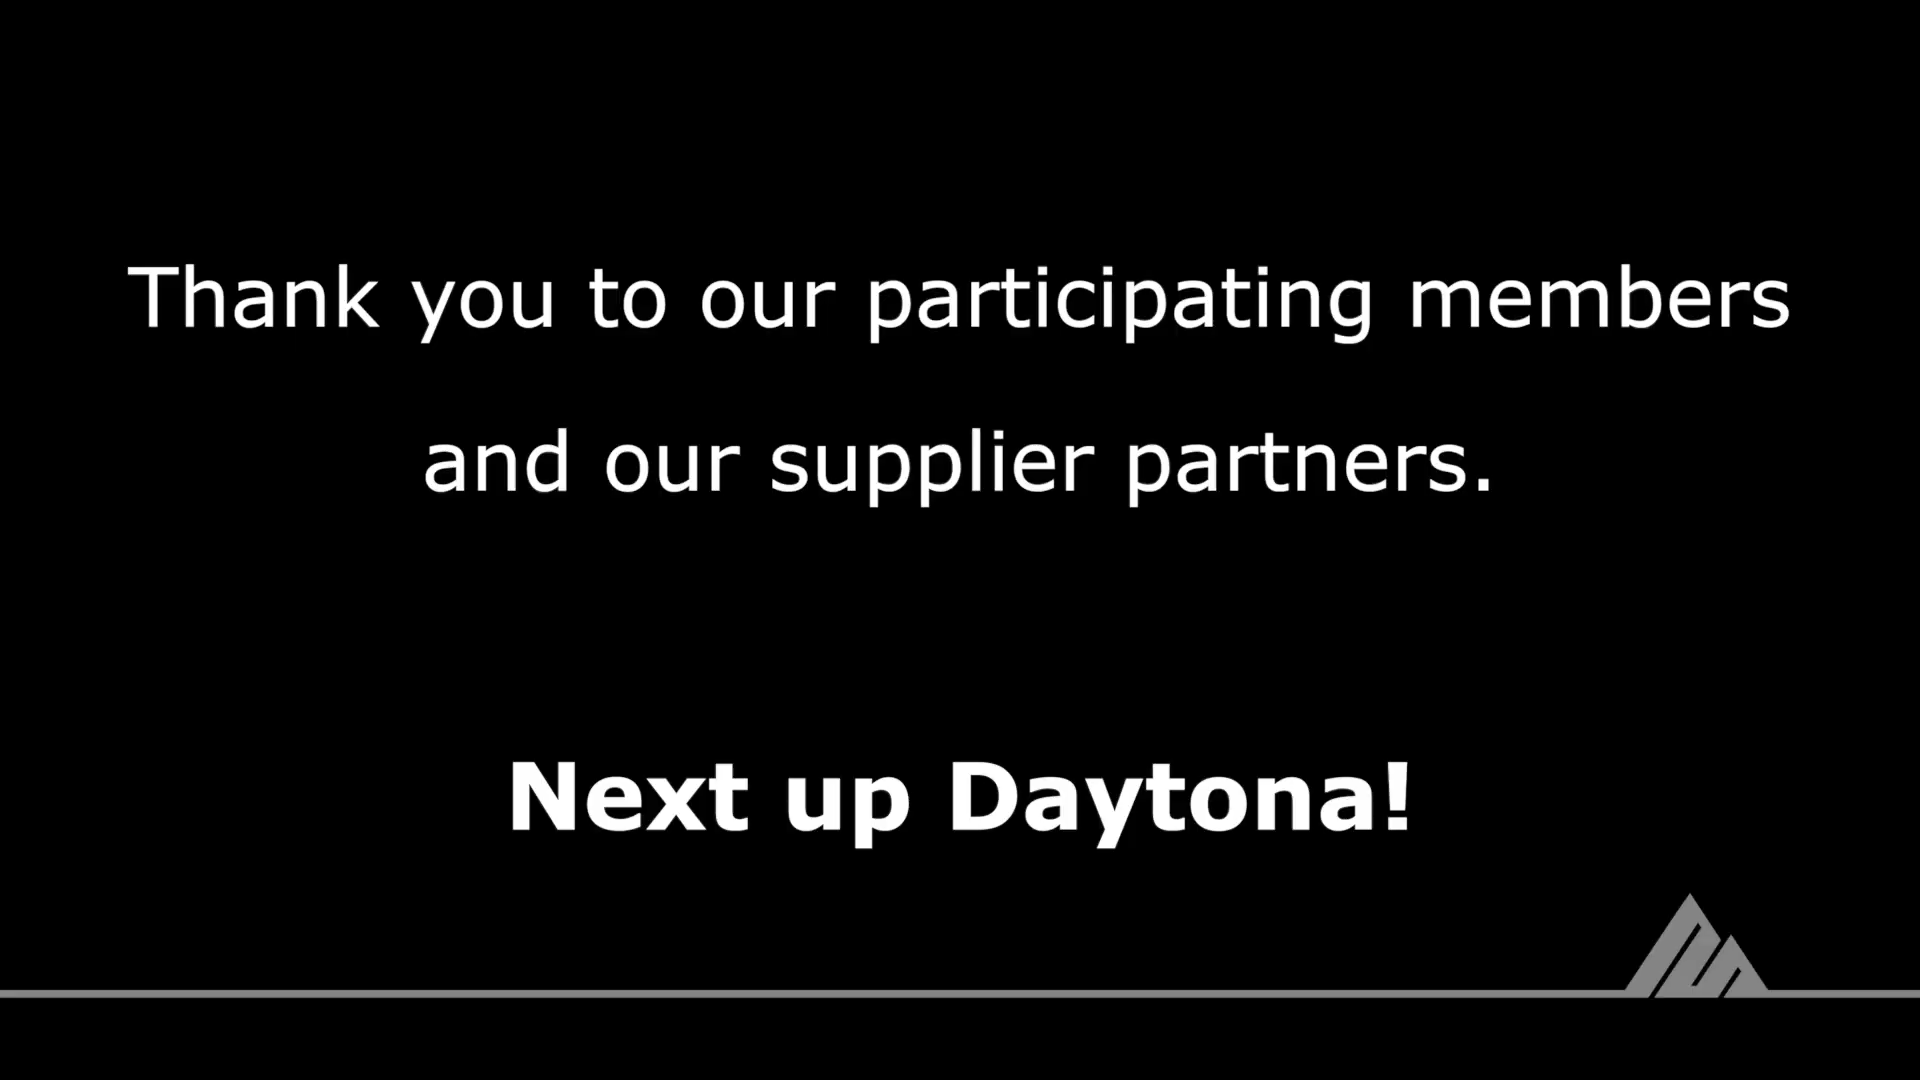 Thank you to our participating members
and our supplier partners.
Next up Daytona!